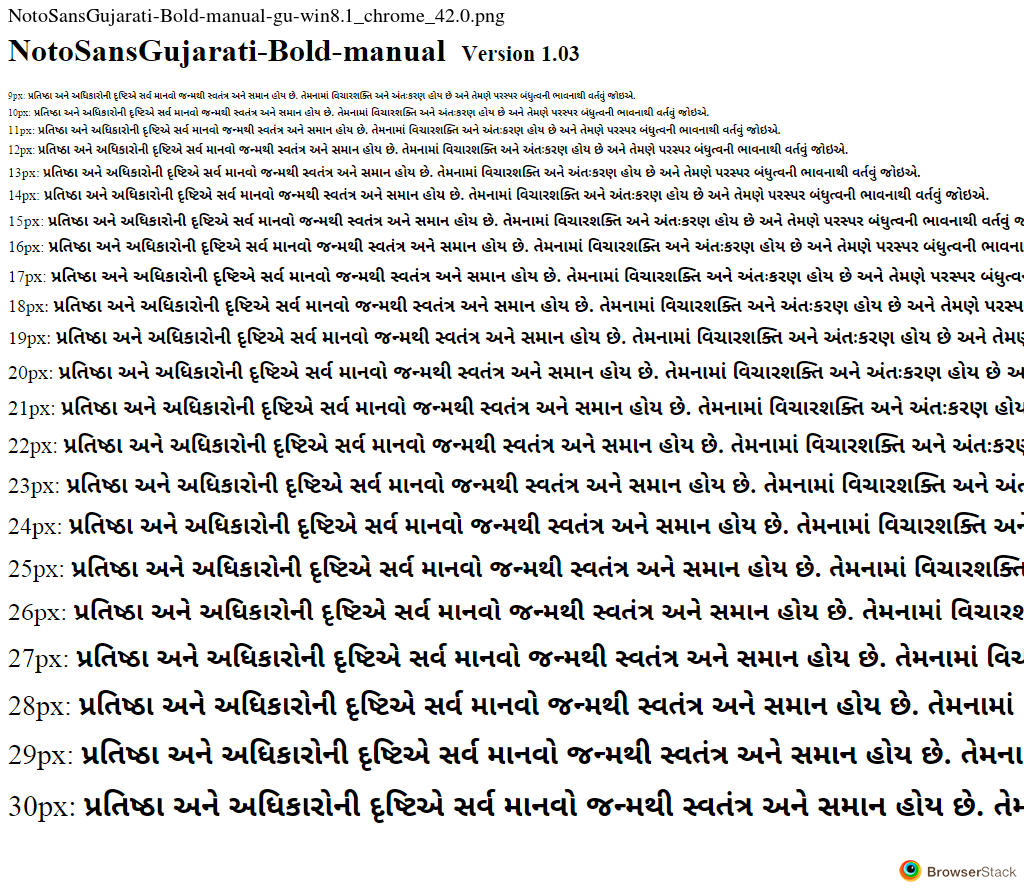 NotoSansGujarati-Bold-manual-gu-win8.1_chrome_42.0.png
NotoSansGujarati-Bold-manual Version 1.03
9px: પ્રતિષ્ઠા અને અધિકારોની દૃષ્ટિએ સર્વ માનવો જન્મથી સ્વતંત્ર અને સમાન હોય છે. તેમનામાં વિચારશક્તિ અને અંતઃકરણ હોય છે અને તેમણે પરસ્પર બંધુત્વની ભાવનાથી વર્તવું જોઇએ.
10px: પ્રતિષ્ઠા અને અધિકારોની દૃષ્ટિએ સર્વ માનવો જન્મથી સ્વતંત્ર અને સમાન હોય છે. તેમનામાં વિચારશક્તિ અને અંતઃકરણ હોય છે અને તેમણે પરસ્પર બંધુત્વની ભાવનાથી વર્તવું જોઇએ.
11px: પ્રતિષ્ઠા અને અધિકારોની દૃષ્ટિએ સર્વ માનવો જન્મથી સ્વતંત્ર અને સમાન હોય છે. તેમનામાં વિચારશક્તિ અને અંતઃકરણ હોય છે અને તેમણે પરસ્પર બંધુત્વની ભાવનાથી વર્તવું જોઇએ.
12px: પ્રતિષ્ઠા અને અધિકારોની દૃષ્ટિએ સર્વ માનવો જન્મથી સ્વતંત્ર અને સમાન હોય છે. તેમનામાં વિચારશક્તિ અને અંતઃકરણ હોય છે અને તેમણે પરસ્પર બંધુત્વની ભાવનાથી વર્તવું જોઇએ.
13px: પ્રતિષ્ઠા અને અધિકારોની દૃષ્ટિએ સર્વ માનવો જન્મથી સ્વતંત્ર અને સમાન હોય છે. તેમનામાં વિચારશક્તિ અને અંતઃકરણ હોય છે અને તેમણે પરસ્પર બંધુત્વની ભાવનાથી વર્તવું જોઇએ.
14px: પ્રતિષ્ઠા અને અધિકારોની દૃષ્ટિએ સર્વ માનવો જન્મથી સ્વતંત્ર અને સમાન હોય છે. તેમનામાં વિચારશક્તિ અને અંતઃકરણ હોય છે અને તેમણે પરસ્પર બંધુત્વની ભાવનાથી વર્તવું જોઇએ.
15px: પ્રતિષ્ઠા અને અધિકારોની દૃષ્ટિએ સર્વ માનવો જન્મથી સ્વતંત્ર અને સમાન હોય છે. તેમનામાં વિચારશક્તિ અને અંતઃકરણ હોય છે અને તેમણે પરસ્પર બંધુત્વની ભાવનાથી વર્તવું
16px: પ્રતિષ્ઠા અને અધિકારોની દૃષ્ટિએ સર્વ માનવો જન્મથી સ્વતંત્ર અને સમાન હોય છે. તેમનામાં વિચારશક્તિ અને અંતઃકરણ હોય છે અને તેમણે પરસ્પર બંધુત્વની ભાવના
17px: પ્રતિષ્ઠા અને અધિકારોની દૃષ્ટિએ સર્વ માનવો જન્મથી સ્વતંત્ર અને સમાન હોય છે. તેમનામાં વિચારશક્તિ અને અંતઃકરણ હોય છે અને તેમણે પરસ્પર
18px: પ્રતિષ્ઠા અને અધિકારોની દૃષ્ટિએ સર્વ માનવો જન્મથી સ્વતંત્ર અને સમાન હોય છે. તેમનામાં વિચારશક્તિ અને અંતઃકરણ હોય છે અને તેમણે પરસ્પ
19px: પ્રતિષ્ઠા અને અધિકારોની દૃષ્ટિએ સર્વ માનવો જન્મથી સ્વતંત્ર અને સમાન હોય છે. તેમનામાં વિચારશક્તિ અને અંતઃકરણ હોય છે અને
20px: પ્રતિષ્ઠા અને અધિકારોની દૃષ્ટિએ સર્વ માનવો જન્મથી સ્વતંત્ર અને સમાન હોય છે. તેમનામાં વિચારશક્તિ અને અંતઃકરણ હોય છે
21px: પ્રતિષ્ઠા અને અધિકારોની દૃષ્ટિએ સર્વ માનવો જન્મથી સ્વતંત્ર અને સમાન હોય છે. તેમનામાં વિચારશક્તિ અને અંતઃકરણ હોય
22px: પ્રતિષ્ઠા અને અધિકારોની દૃષ્ટિએ સર્વ માનવો જન્મથી સ્વતંત્ર અને સમાન હોય છે. તેમનામાં વિચારશક્તિ અને
23px: પ્રતિષ્ઠા અને અધિકારોની દૃષ્ટિએ સર્વ માનવો જન્મથી સ્વતંત્ર અને સમાન હોય છે. તેમનામાં વિચારશક્તિ અને
24px: પ્રતિષ્ઠા અને અધિકારોની દૃષ્ટિએ સર્વ માનવો જન્મથી સ્વતંત્ર અને સમાન હોય છે. તેમનામાં વિચારશક્તિ
25px: પ્રતિષ્ઠા અને અધિકારોની દૃષ્ટિએ સર્વ માનવો જન્મથી સ્વતંત્ર અને સમાન હોય છે. તેમનામાં વિચારશક્તિ
26px: પ્રતિષ્ઠા અને અધિકારોની દૃષ્ટિએ સર્વ માનવો જન્મથી સ્વતંત્ર અને સમાન હોય છે. તેમનામાં વિચારશ
27px: પ્રતિષ્ઠા અને અધિકારોની દૃષ્ટિએ સર્વ માનવો જન્મથી સ્વતંત્ર અને સમાન હોય છે. તેમનામાં
28px: પ્રતિષ્ઠા અને અધિકારોની દૃષ્ટિએ સર્વ માનવો જન્મથી સ્વતંત્ર અને સમાન હોય છે. તેમનામાં
29px: પ્રતિષ્ઠા અને અધિકારોની દૃષ્ટિએ સર્વ માનવો જન્મથી સ્વતંત્ર અને સમાન હોય છે. તેમના
30px: પ્રતિષ્ઠા અને અધિકારોની દૃષ્ટિએ સર્વ માનવો જન્મથી સ્વતંત્ર અને સમાન હોય છે.
BrowserStack